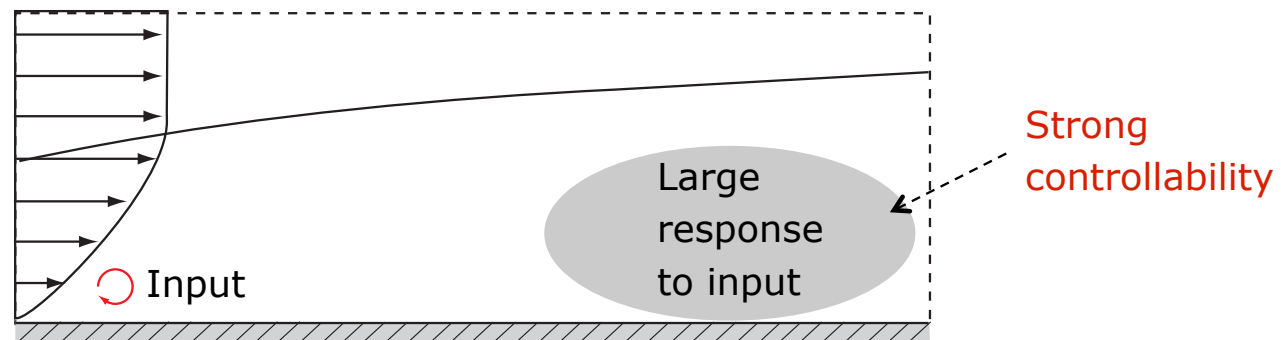 Input
Large
response
to input
Strong
controllability